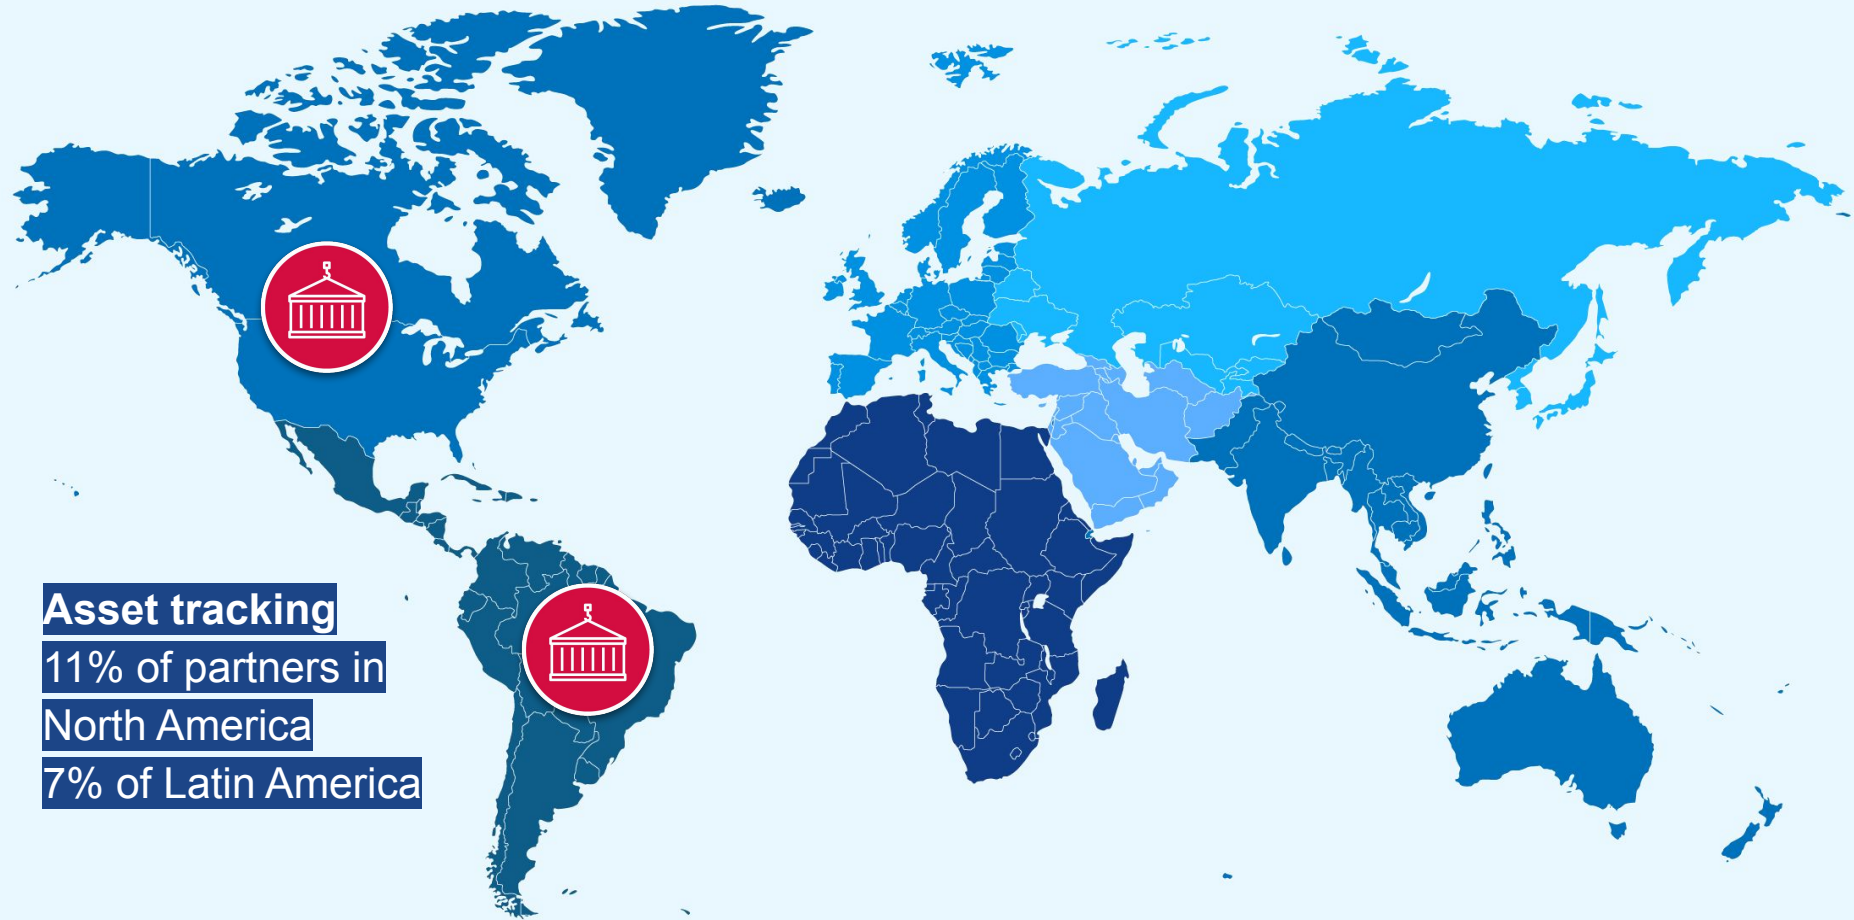 Asset tracking
11% of partners in
North America
7% of Latin America